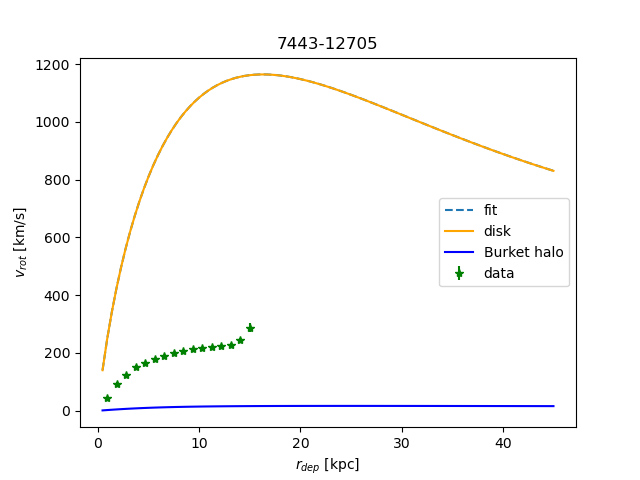 7443-12705
1200
1000
800
600
400
200
0
v_rot [km/s]
fit
disk
Burket halo
data
0 10 20 30 40
r_dep [kpc]